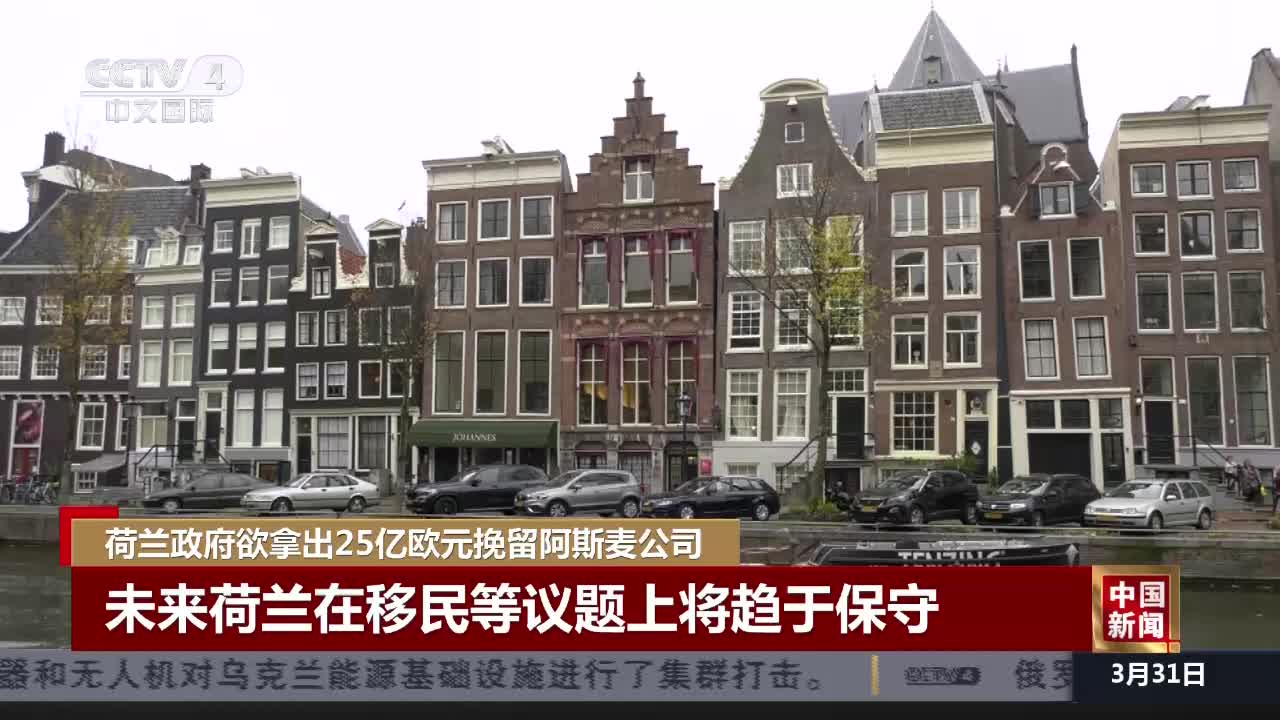 CCTV 4
中文国际
JOHANNES
TENZING
荷兰政府欲拿出25亿欧元挽留阿斯麦公司
未来荷兰在移民等议题上将趋于保守
中国
新闻
器和无人机对乌克兰能源基础设施进行了集群打击。 CCTV 俄罗
3月31日